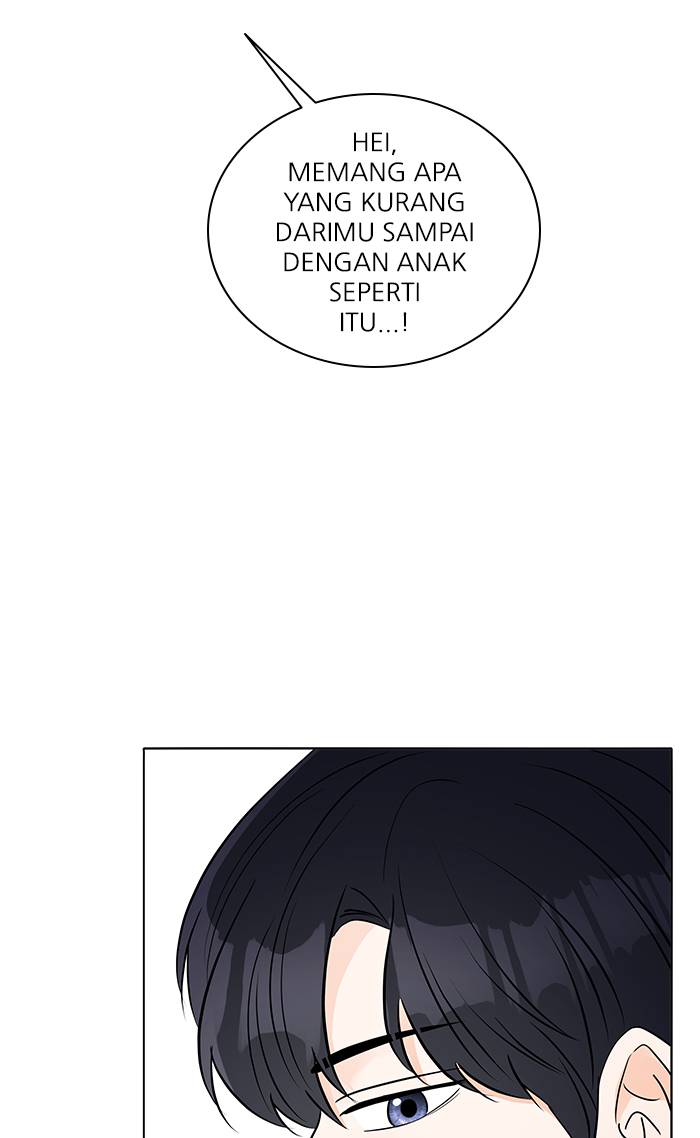 HEI,
MEMANG APA
YANG KURANG
DARIMU SAMPAI
DENGAN ANAK
SEPERTI
ITU...!